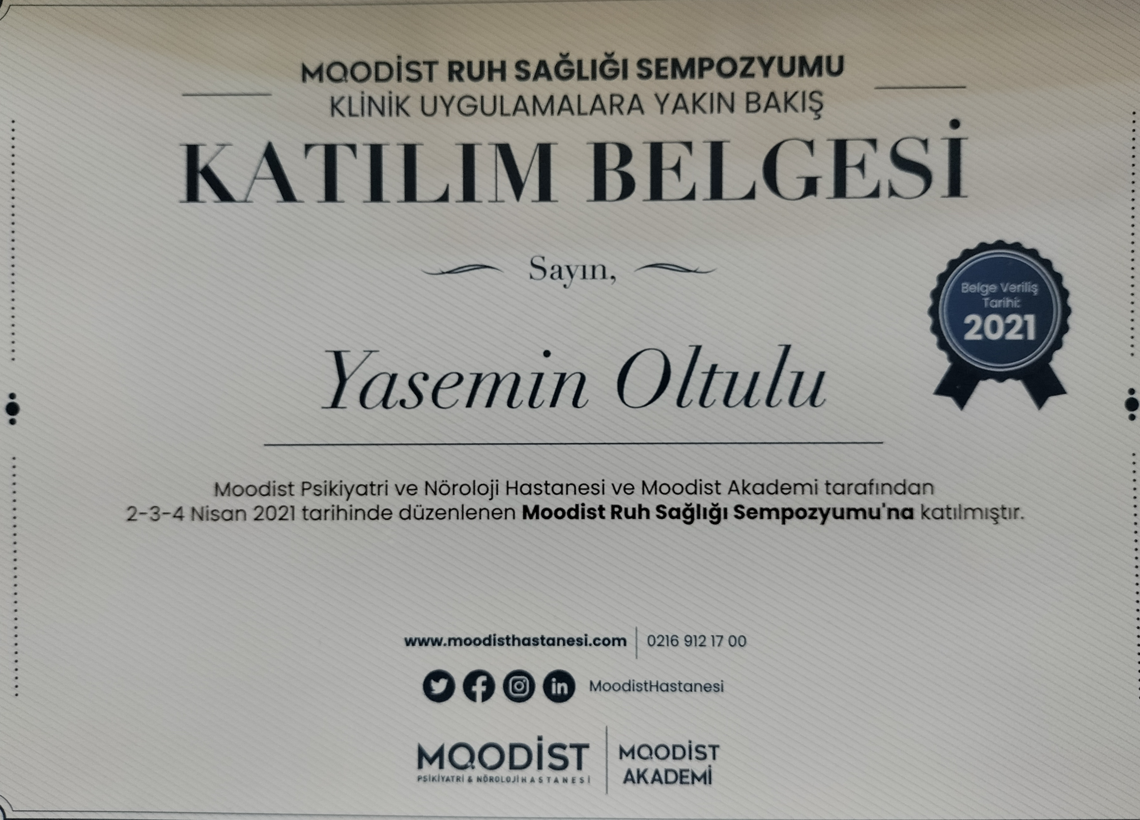 MOODİST RUH SAĞLIĞI SEMPOZYUMU
KLİNİK UYGULAMALARA YAKIN BAKIŞ
KATILIM BELGESİ
Sayın,
Belge Veriliş
Tarihi:
2021
Yasemin Oltulu
Moodist Psikiyatri ve Nöroloji Hastanesi ve Moodist Akademi tarafından
2-3-4 Nisan 2021 tarihinde düzenlenen Moodist Ruh Sağlığı Sempozyumu'na katılmıştır.
www.moodisthastanesi.com | 0216 912 17 00
MoodistHastanesi
MOODİST
PSİKİYATRİ & NÖROLOJİ HASTANESİ
MOODİST
AKADEMİ